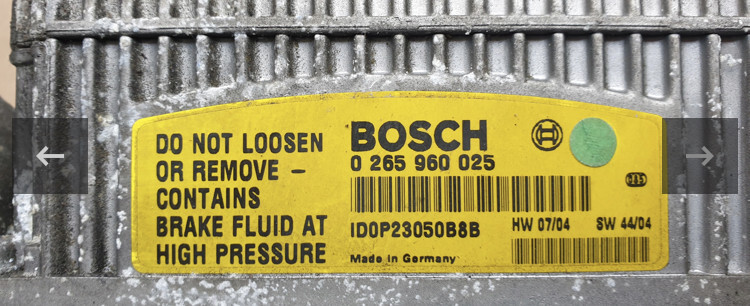 DO NOT LOOSEN
OR REMOVE –
CONTAINS
BRAKE FLUID AT
HIGH PRESSURE
BOSCH
0 265 960 025
ID0P23050B8B
HW 07/04 SW 44/04
Made in Germany